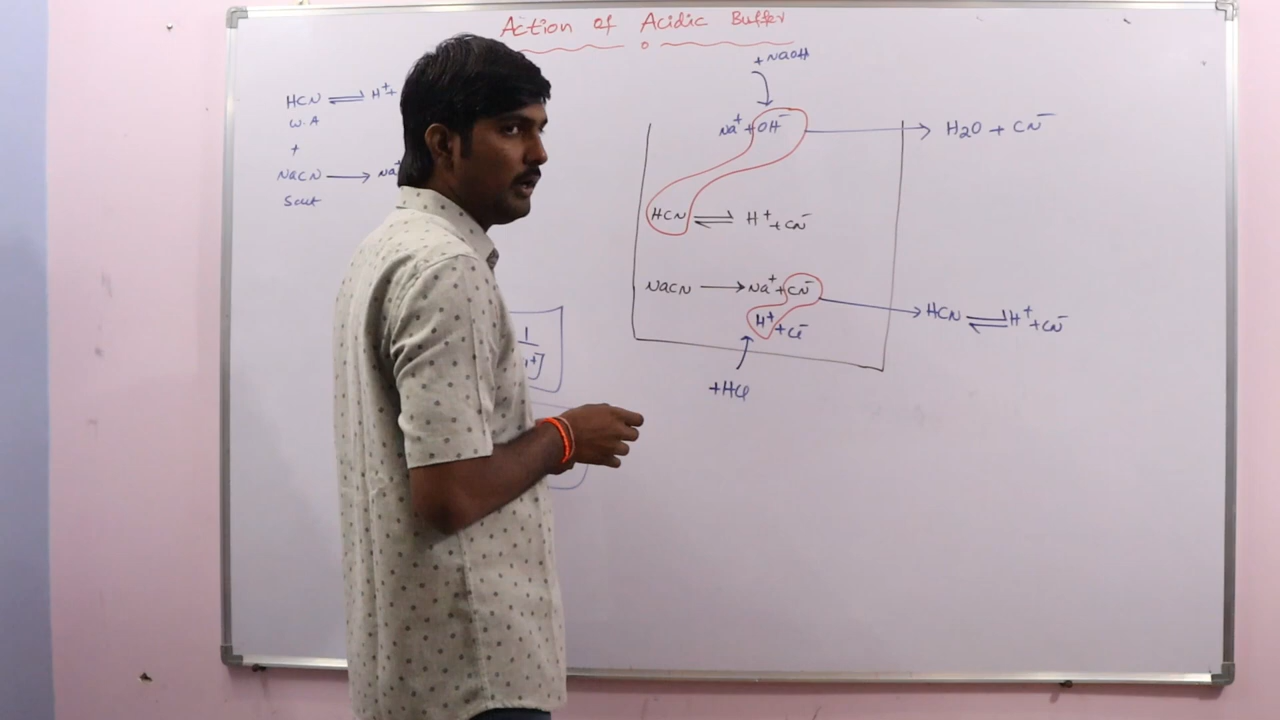 Action of Acidic Buffer
HCN ⇌ H⁺ +
W.A
+
NaCN ⟶ Na⁺
Salt
+ NaOH
Na⁺ + OH⁻ ⟶ H₂O + CN⁻
HCN ⇌ H⁺ + CN⁻
NaCN ⟶ Na⁺ + CN⁻ ⟶ HCN ⇌ H⁺ + CN⁻
H⁺ + Cl⁻
+HCl
1
+]